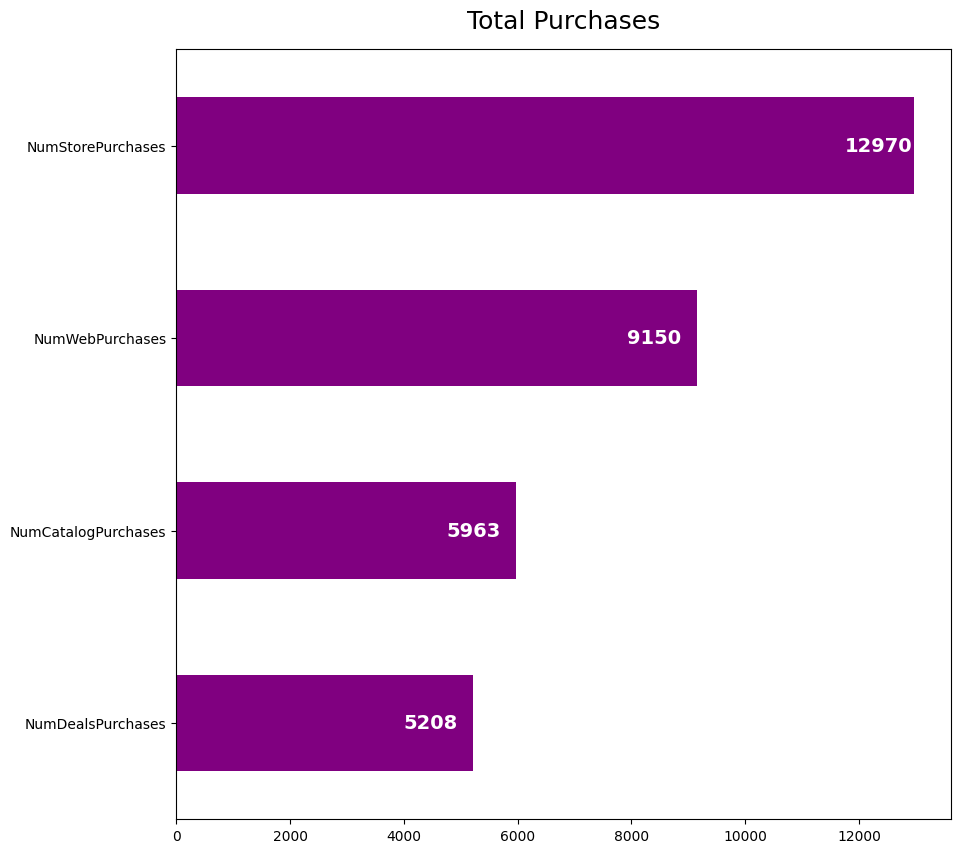 Total Purchases
NumStorePurchases
12970
NumWebPurchases
9150
NumCatalogPurchases
5963
NumDealsPurchases
5208
0 2000 4000 6000 8000 10000 12000